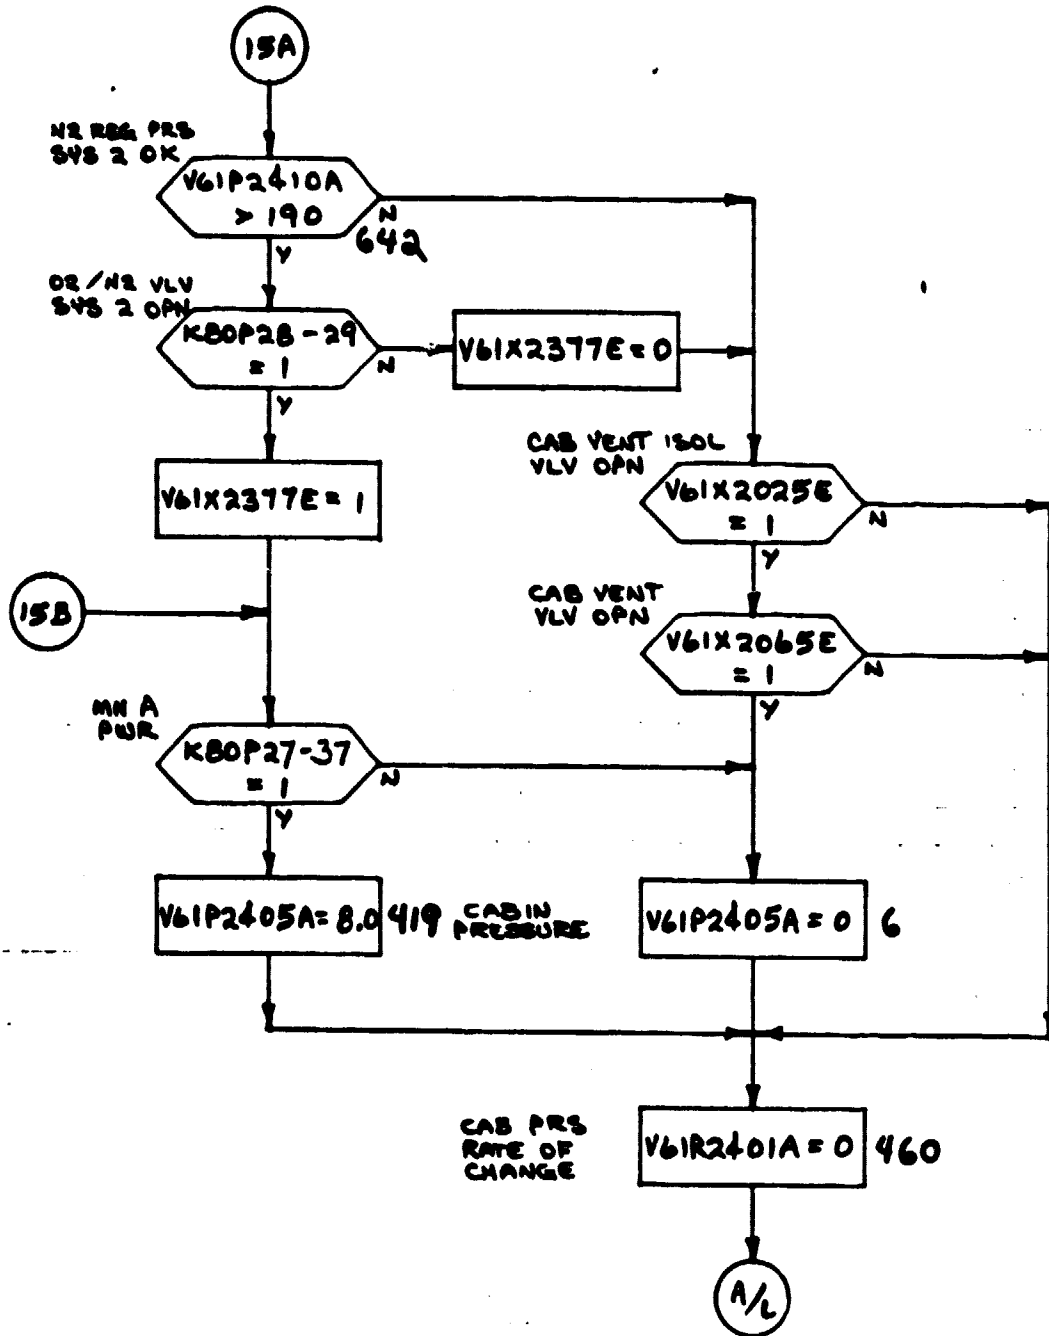 15A
N2 REG PRS
SYS 2 OK
V61P2410A
> 190
N
642
Y
O2/N2 VLV
SYS 2 OPN
K80P28-29
= 1
N
Y
V61X2377E = 0
V61X2377E = 1
CAB VENT ISOL
VLV OPN
V61X2025E
= 1
N
Y
15B
CAB VENT
VLV OPN
V61X2065E
= 1
N
Y
MN A
PWR
K80P27-37
= 1
N
Y
V61P2405A = 8.0 419
CABIN
PRESSURE
V61P2405A = 0 6
CAB PRS
RATE OF
CHANGE
V61R2401A = 0 460
A/L